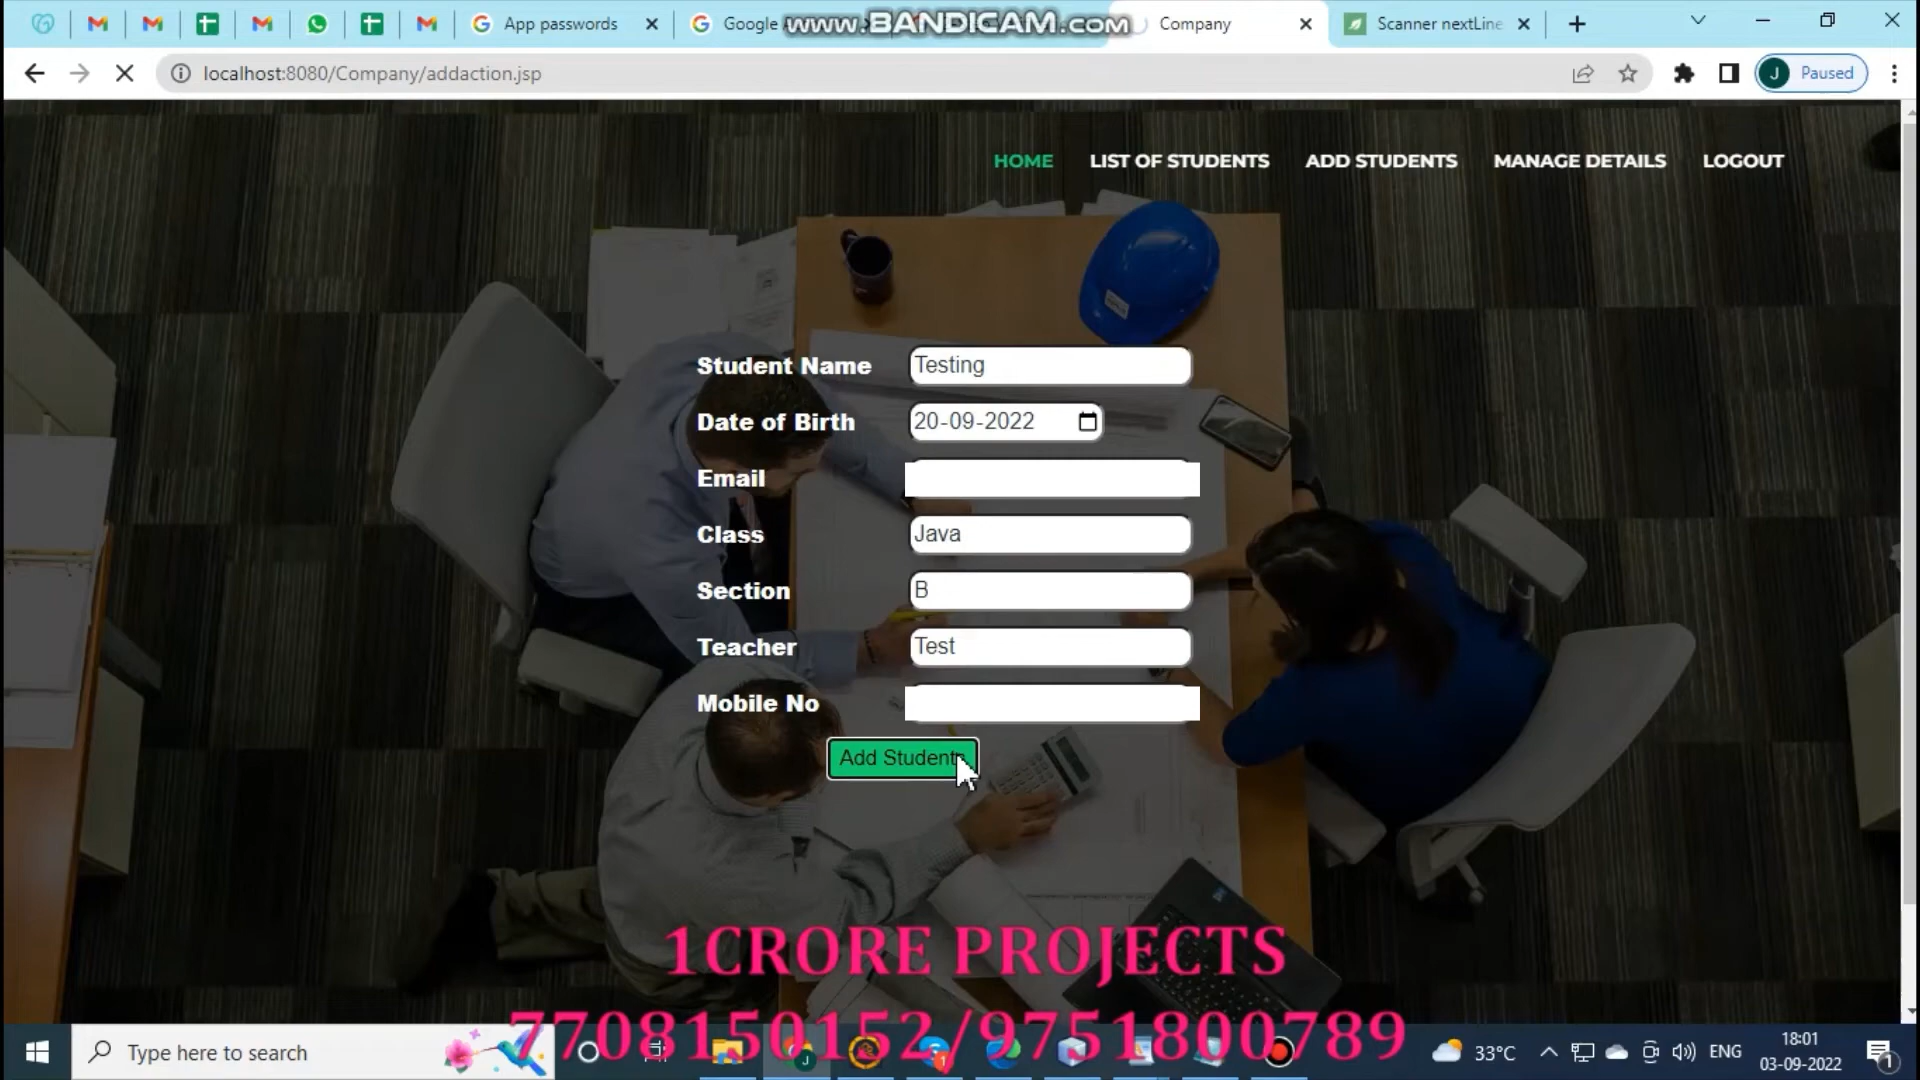 App passwords
Google
www.BANDICAM.com
Company
Scanner nextLine
localhost:8080/Company/addaction.jsp
J
Paused
HOME
LIST OF STUDENTS
ADD STUDENTS
MANAGE DETAILS
LOGOUT
Student Name
Testing
Date of Birth
20-09-2022
Email
Class
Java
Section
B
Teacher
Test
Mobile No
Add Students
1CRORE PROJECTS
7708150152/9751800789
Type here to search
33°C
ENG
18:01
03-09-2022
1